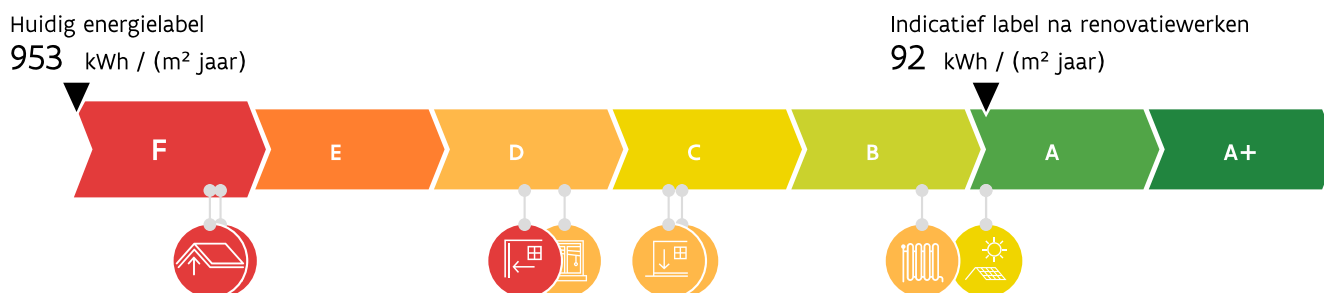 Huidig energielabel
953 kWh / (m² jaar)
Indicatief label na renovatiewerken
92 kWh / (m² jaar)
F E D C B A A+